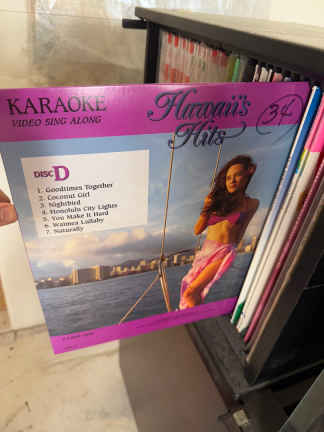 KARAOKE
VIDEO SING ALONG
Hawaii's
Hits
34
DISC D
1. Goodtimes Together
2. Coconut Girl
3. Nightbird
4. Honolulu City Lights
5. You Make It Hard
6. Waimea Lullaby
7. Naturally